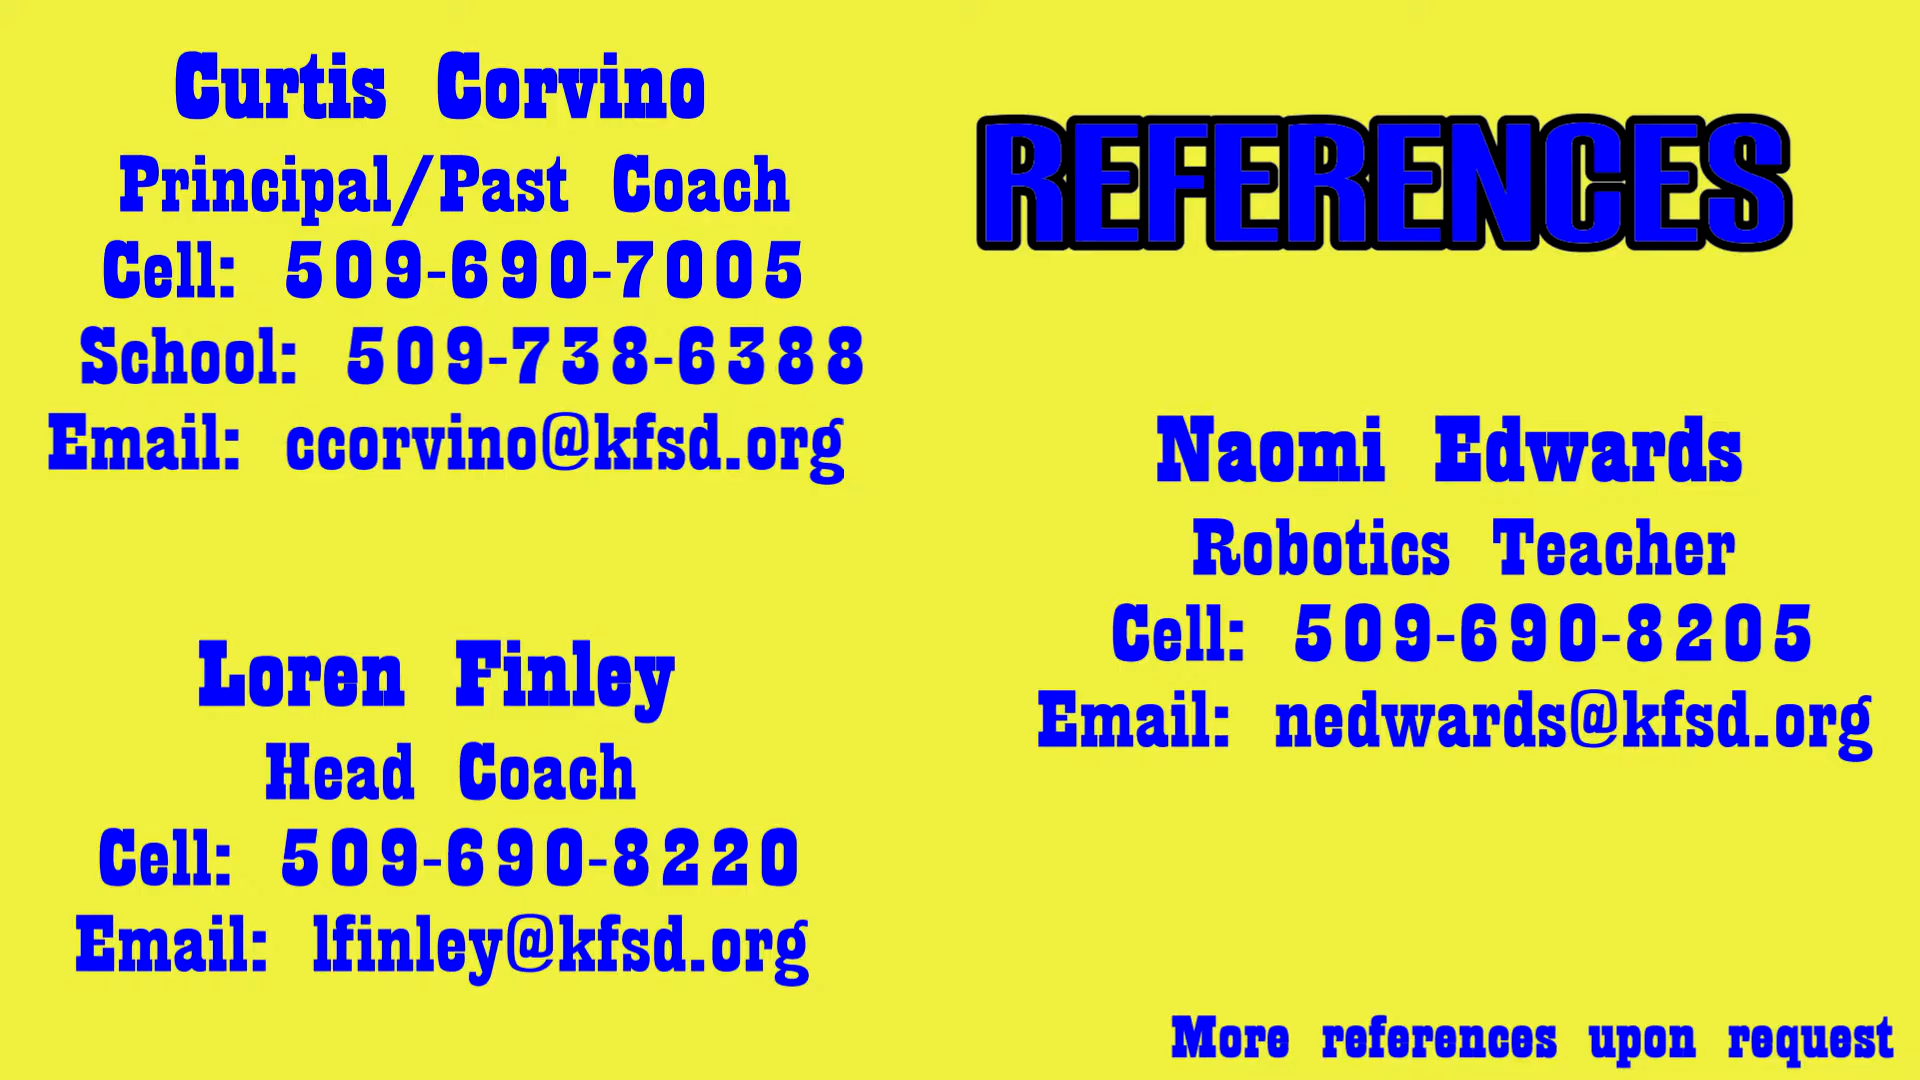 Curtis Corvino
Principal/Past Coach
Cell: 509-690-7005
School: 509-738-6388
Email: ccorvino@kfsd.org
Loren Finley
Head Coach
Cell: 509-690-8220
Email: lfinley@kfsd.org
REFERENCES
Naomi Edwards
Robotics Teacher
Cell: 509-690-8205
Email: nedwards@kfsd.org
More references upon request